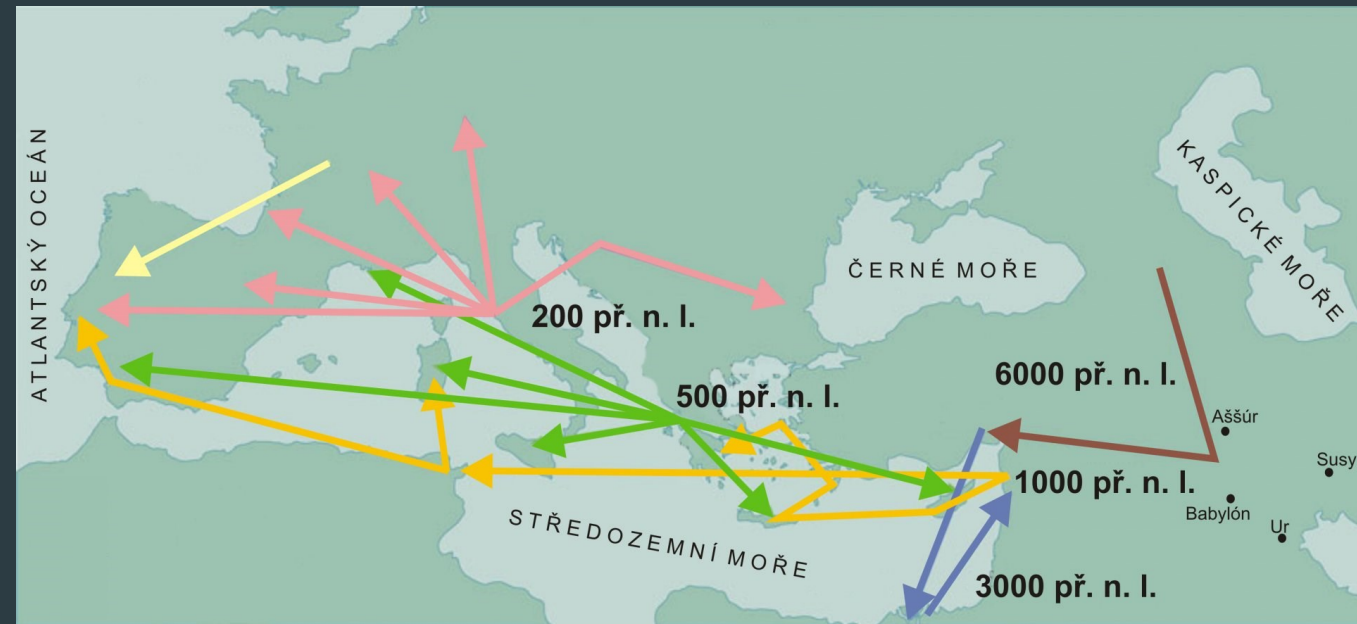 ATLANTSKÝ OCEÁN
KASPICKÉ MOŘE
ČERNÉ MOŘE
200 př. n. l.
6000 př. n. l.
500 př. n. l.
Aššúr
Susy
1000 př. n. l.
Babylón
Ur
STŘEDOZEMNÍ MOŘE
3000 př. n. l.